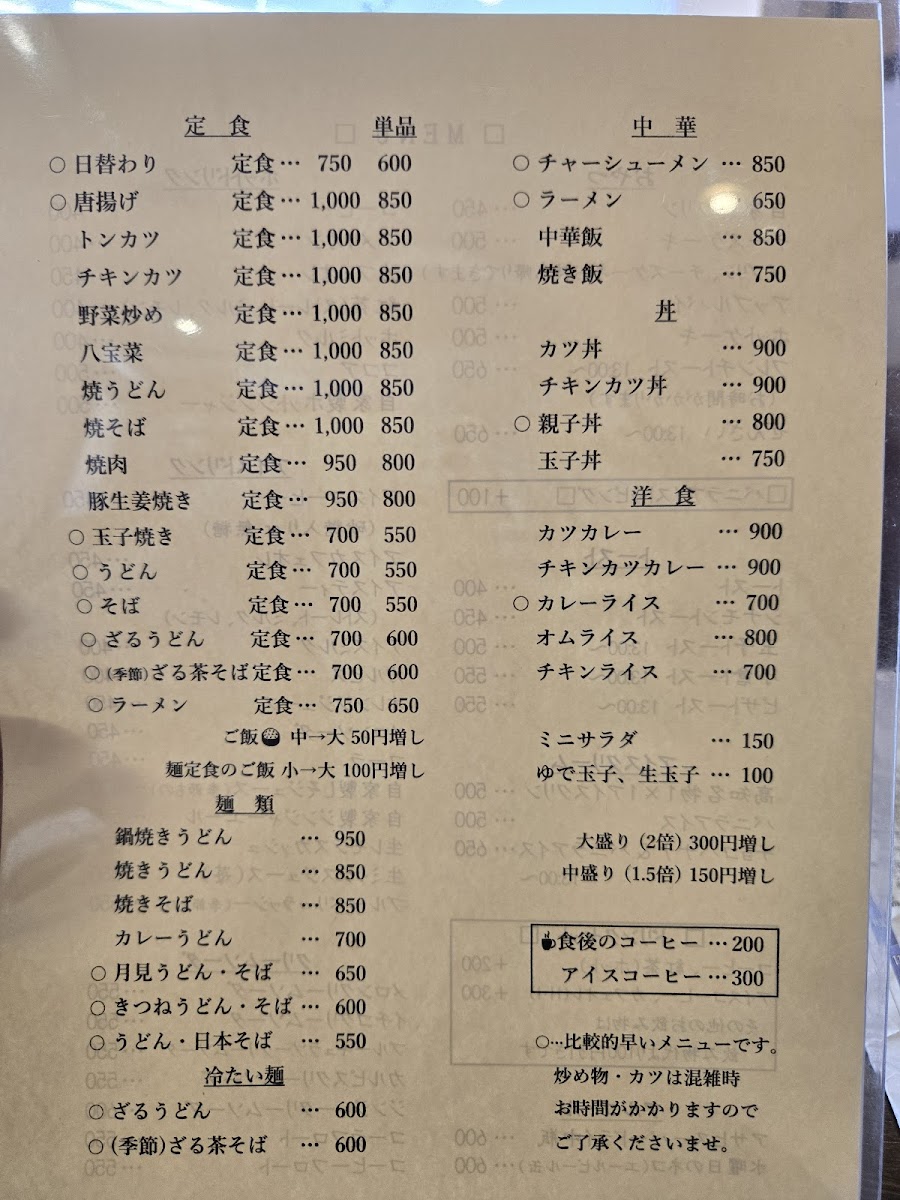 定　食　単品
○ 日替わり 定食… 750 600
○ 唐揚げ 定食… 1,000 850
トンカツ 定食… 1,000 850
チキンカツ 定食… 1,000 850
野菜炒め 定食… 1,000 850
八宝菜 定食… 1,000 850
焼うどん 定食… 1,000 850
焼そば 定食… 1,000 850
焼肉 定食… 950 800
豚生姜焼き 定食… 950 800
○ 玉子焼き 定食… 700 550
○ うどん 定食… 700 550
○ そば 定食… 700 550
○ ざるうどん 定食… 700 600
○ (季節)ざる茶そば定食… 700 600
○ ラーメン 定食… 750 650
ご飯🍚 中→大 50円増し
麺定食のご飯 小→大 100円増し
麺　類
鍋焼きうどん … 950
焼きうどん … 850
焼きそば … 850
カレーうどん … 700
○ 月見うどん・そば … 650
○ きつねうどん・そば … 600
○ うどん・日本そば … 550
冷たい麺
○ ざるうどん … 600
○ (季節)ざる茶そば … 600
中　華
○ チャーシューメン … 850
○ ラーメン 650
中華飯 … 850
焼き飯 … 750
丼
カツ丼 … 900
チキンカツ丼 … 900
○ 親子丼 … 800
玉子丼 … 750
洋　食
カツカレー … 900
チキンカツカレー … 900
○ カレーライス … 700
オムライス … 800
チキンライス … 700
ミニサラダ … 150
ゆで玉子、生玉子 … 100
大盛り (2倍) 300円増し
中盛り (1.5倍) 150円増し
☕食後のコーヒー …200
アイスコーヒー …300
○…比較的早いメニューです。
炒め物・カツは混雑時
お時間がかかりますので
ご了承くださいませ。